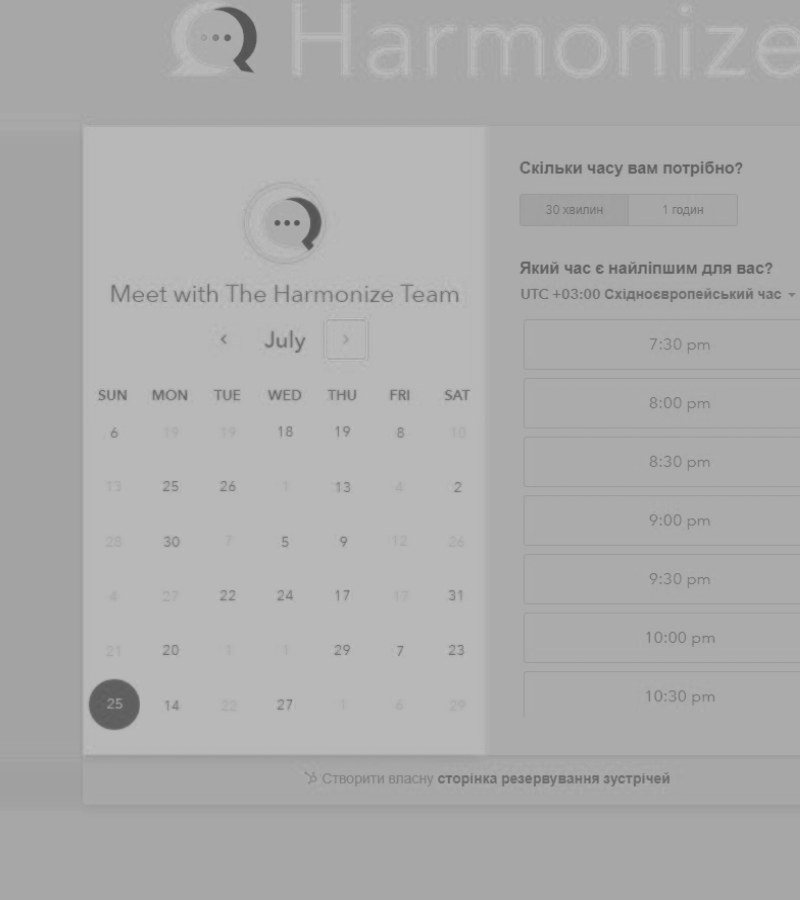 Harmonize
Meet with The Harmonize Team
July
SUN MON TUE WED THU FRI SAT
6 19 19 18 19 8 10
13 25 26 1 13 4 2
28 30 7 5 9 12 26
4 27 22 24 17 17 31
21 20 1 1 29 7 23
25 14 22 27 1 6 29
Скільки часу вам потрібно?
30 хвилин 1 годин
Який час є найліпшим для вас?
UTC +03:00 Східноєвропейський час
7:30 pm
8:00 pm
8:30 pm
9:00 pm
9:30 pm
10:00 pm
10:30 pm
Створити власну сторінка резервування зустрічей